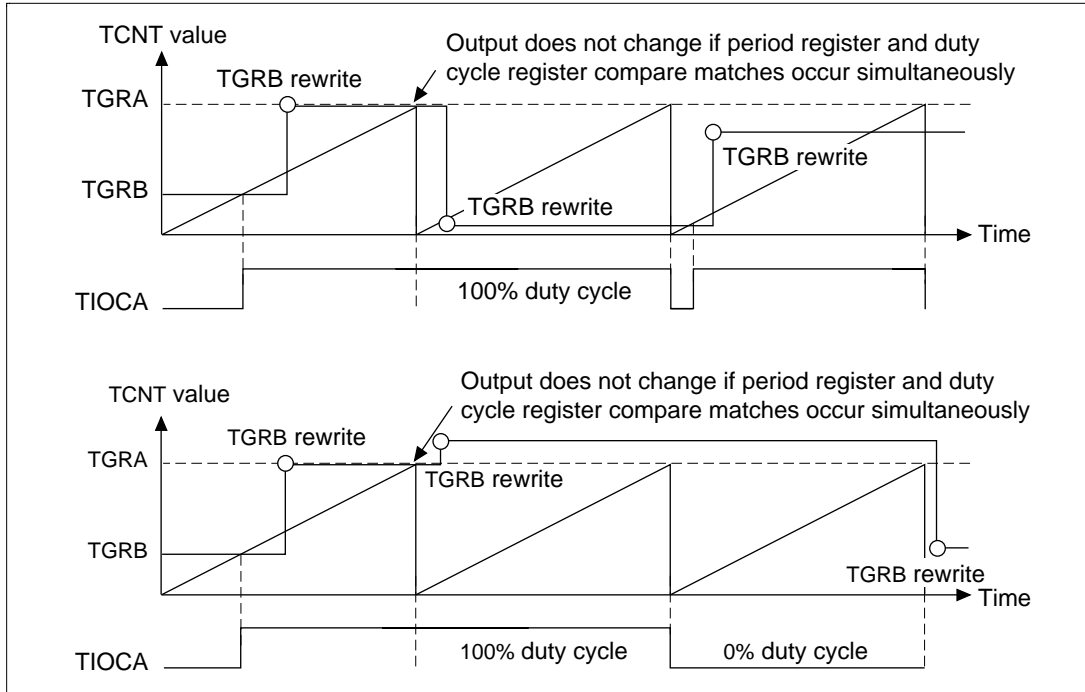 TCNT value
Output does not change if period register and duty
cycle register compare matches occur simultaneously
TGRB rewrite
TGRA
TGRB rewrite
TGRB
TGRB rewrite
Time
100% duty cycle
TIOCA
Output does not change if period register and duty
cycle register compare matches occur simultaneously
TCNT value
TGRB rewrite
TGRA
TGRB rewrite
TGRB
TGRB rewrite
Time
100% duty cycle
0% duty cycle
TIOCA